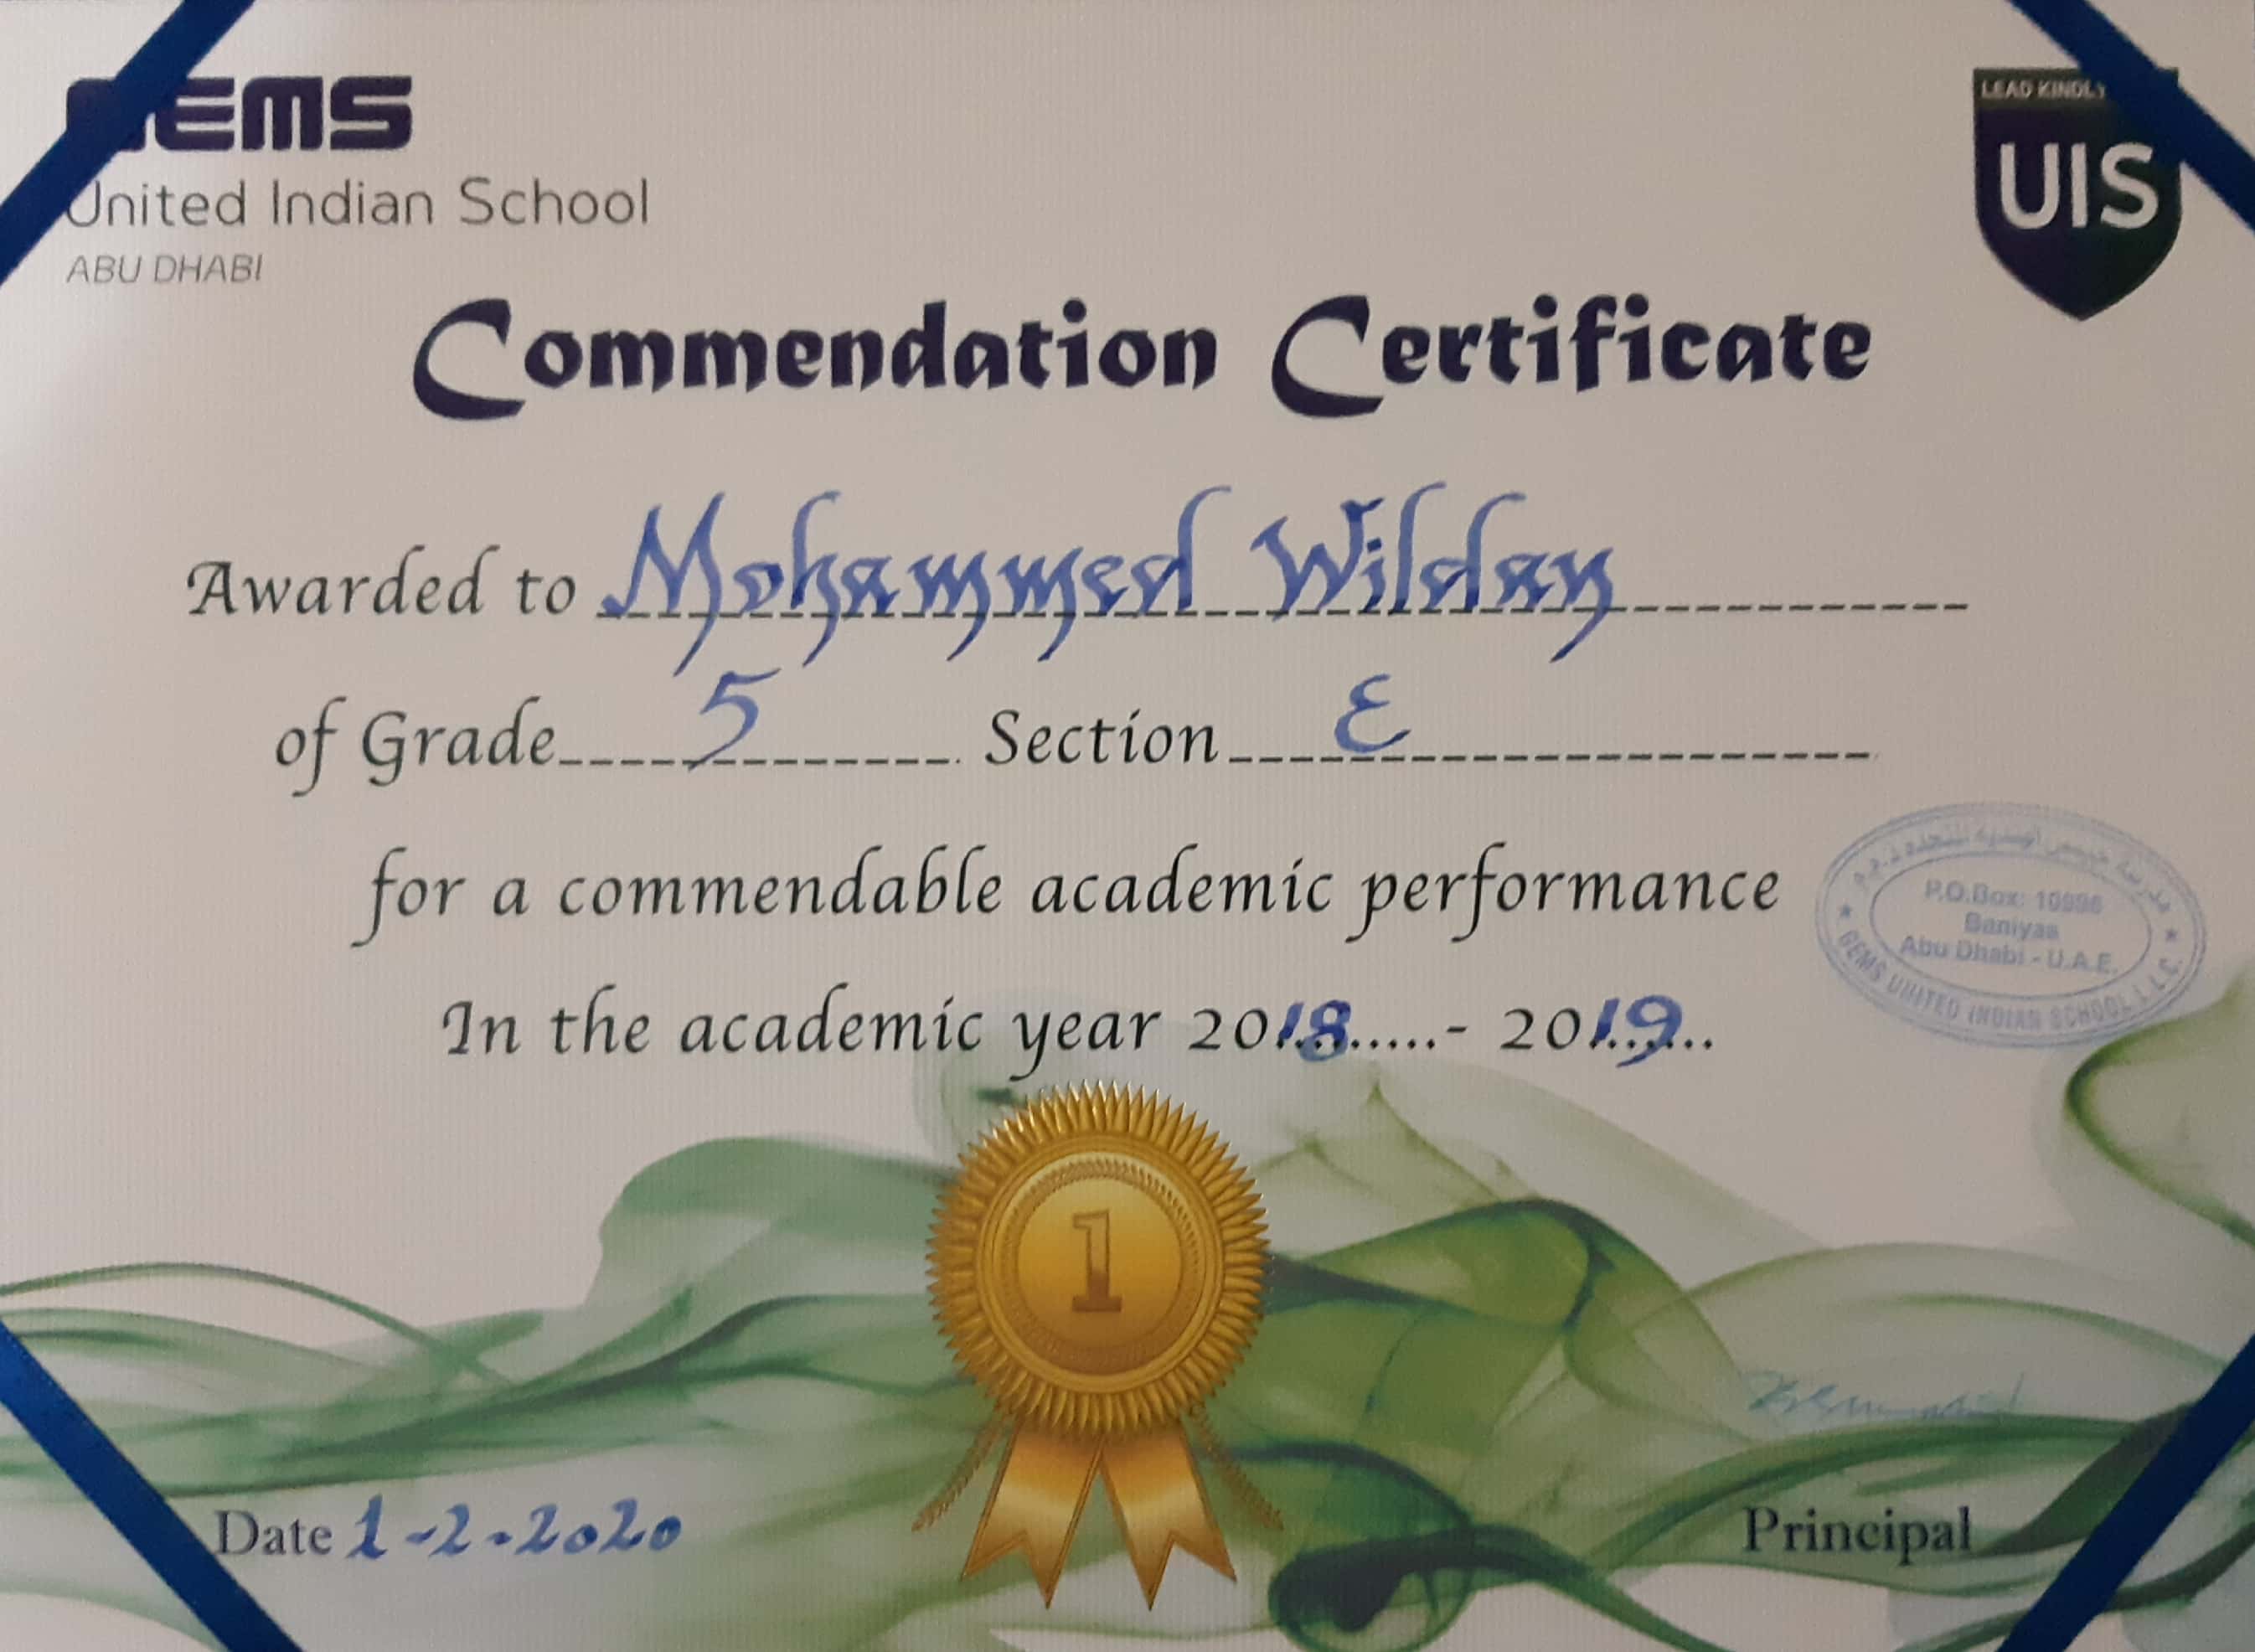 GEMS
United Indian School
ABU DHABI
LEAD KINDLY
UIS
Commendation Certificate
Awarded to Mohammed Wildan
of Grade 5 Section E
for a commendable academic performance
In the academic year 2018.....- 2019..
P.O.Box: 10996
Baniyas
Abu Dhabi - U.A.E.
GEMS UNITED INDIAN SCHOOL L.L.C.
1
Date 1-2-2020
Principal